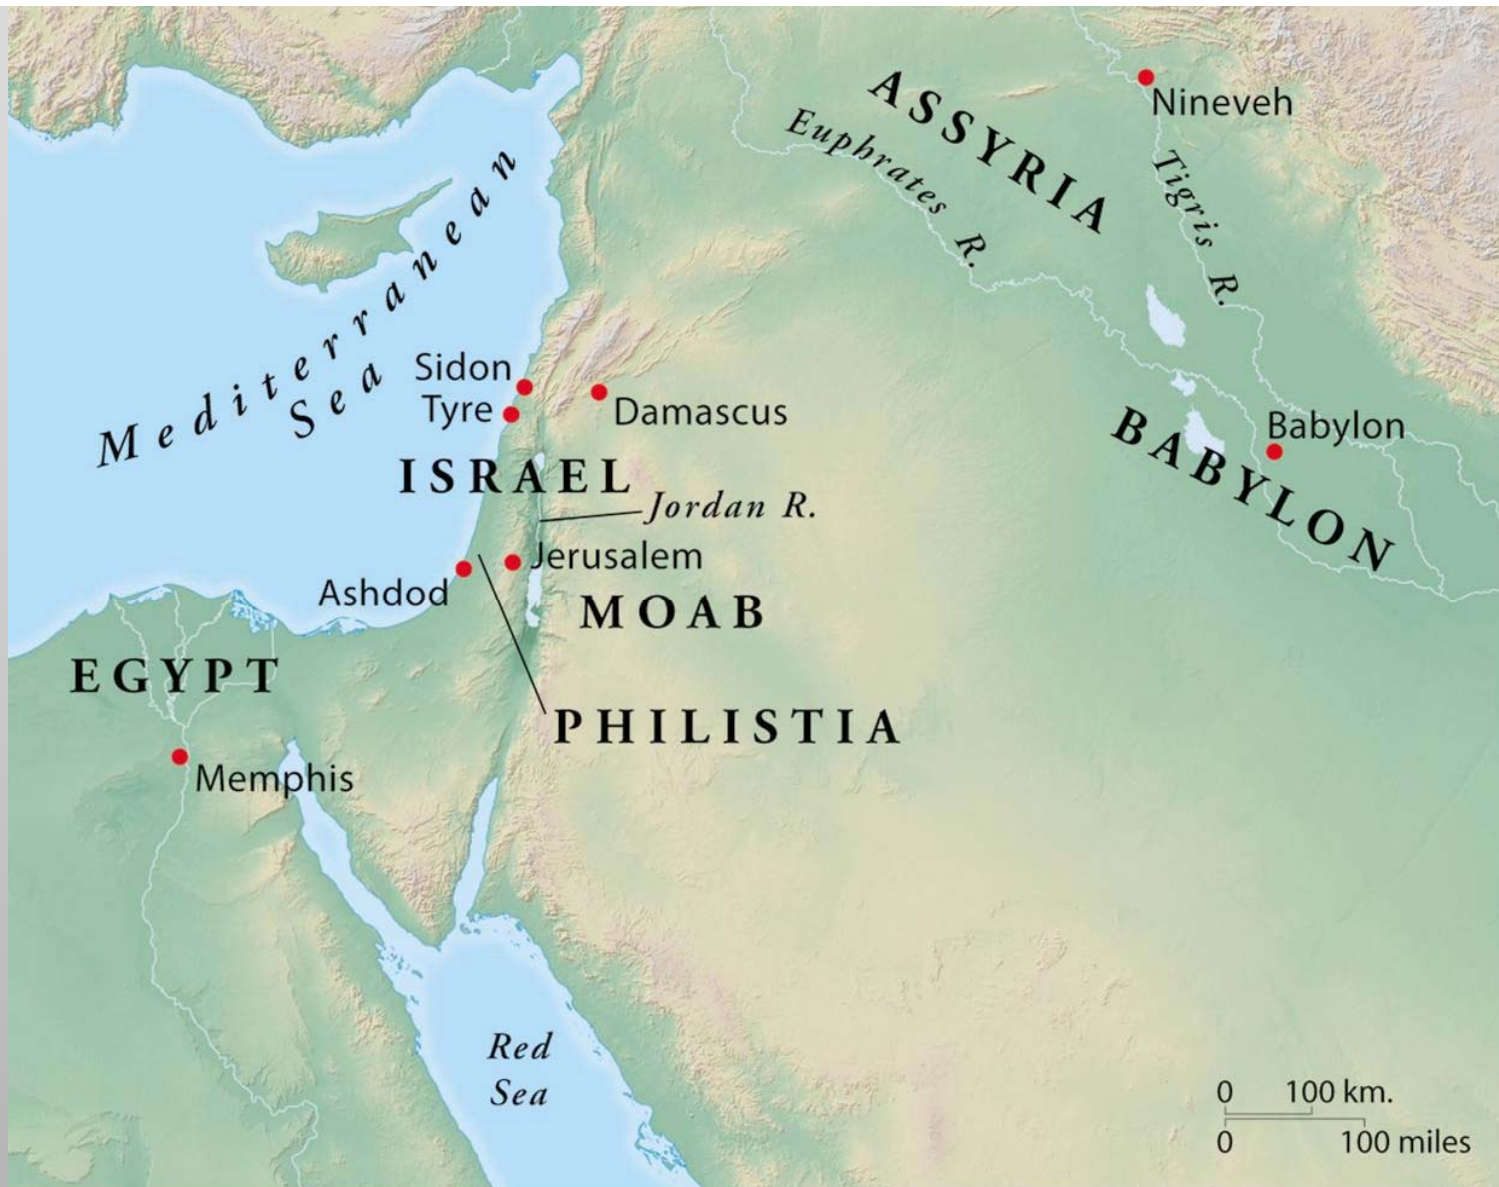 ASSYRIA
Nineveh
Euphrates R.
Tigris R.
Mediterranean
Sea
Sidon
Tyre
Damascus
ISRAEL
Jordan R.
BABYLON
Babylon
Jerusalem
Ashdod
MOAB
EGYPT
PHILISTIA
Memphis
Red
Sea
0 100 km.
0 100 miles